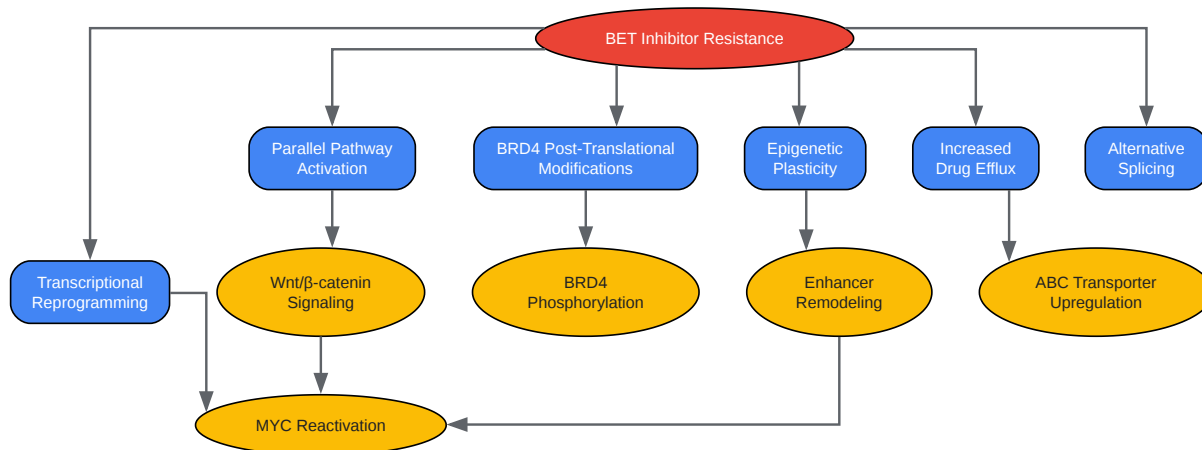 BET Inhibitor Resistance
Parallel Pathway
Activation
BRD4 Post-Translational
Modifications
Epigenetic
Plasticity
Increased
Drug Efflux
Alternative
Splicing
Transcriptional
Reprogramming
Wnt/β-catenin
Signaling
BRD4
Phosphorylation
Enhancer
Remodeling
ABC Transporter
Upregulation
MYC Reactivation